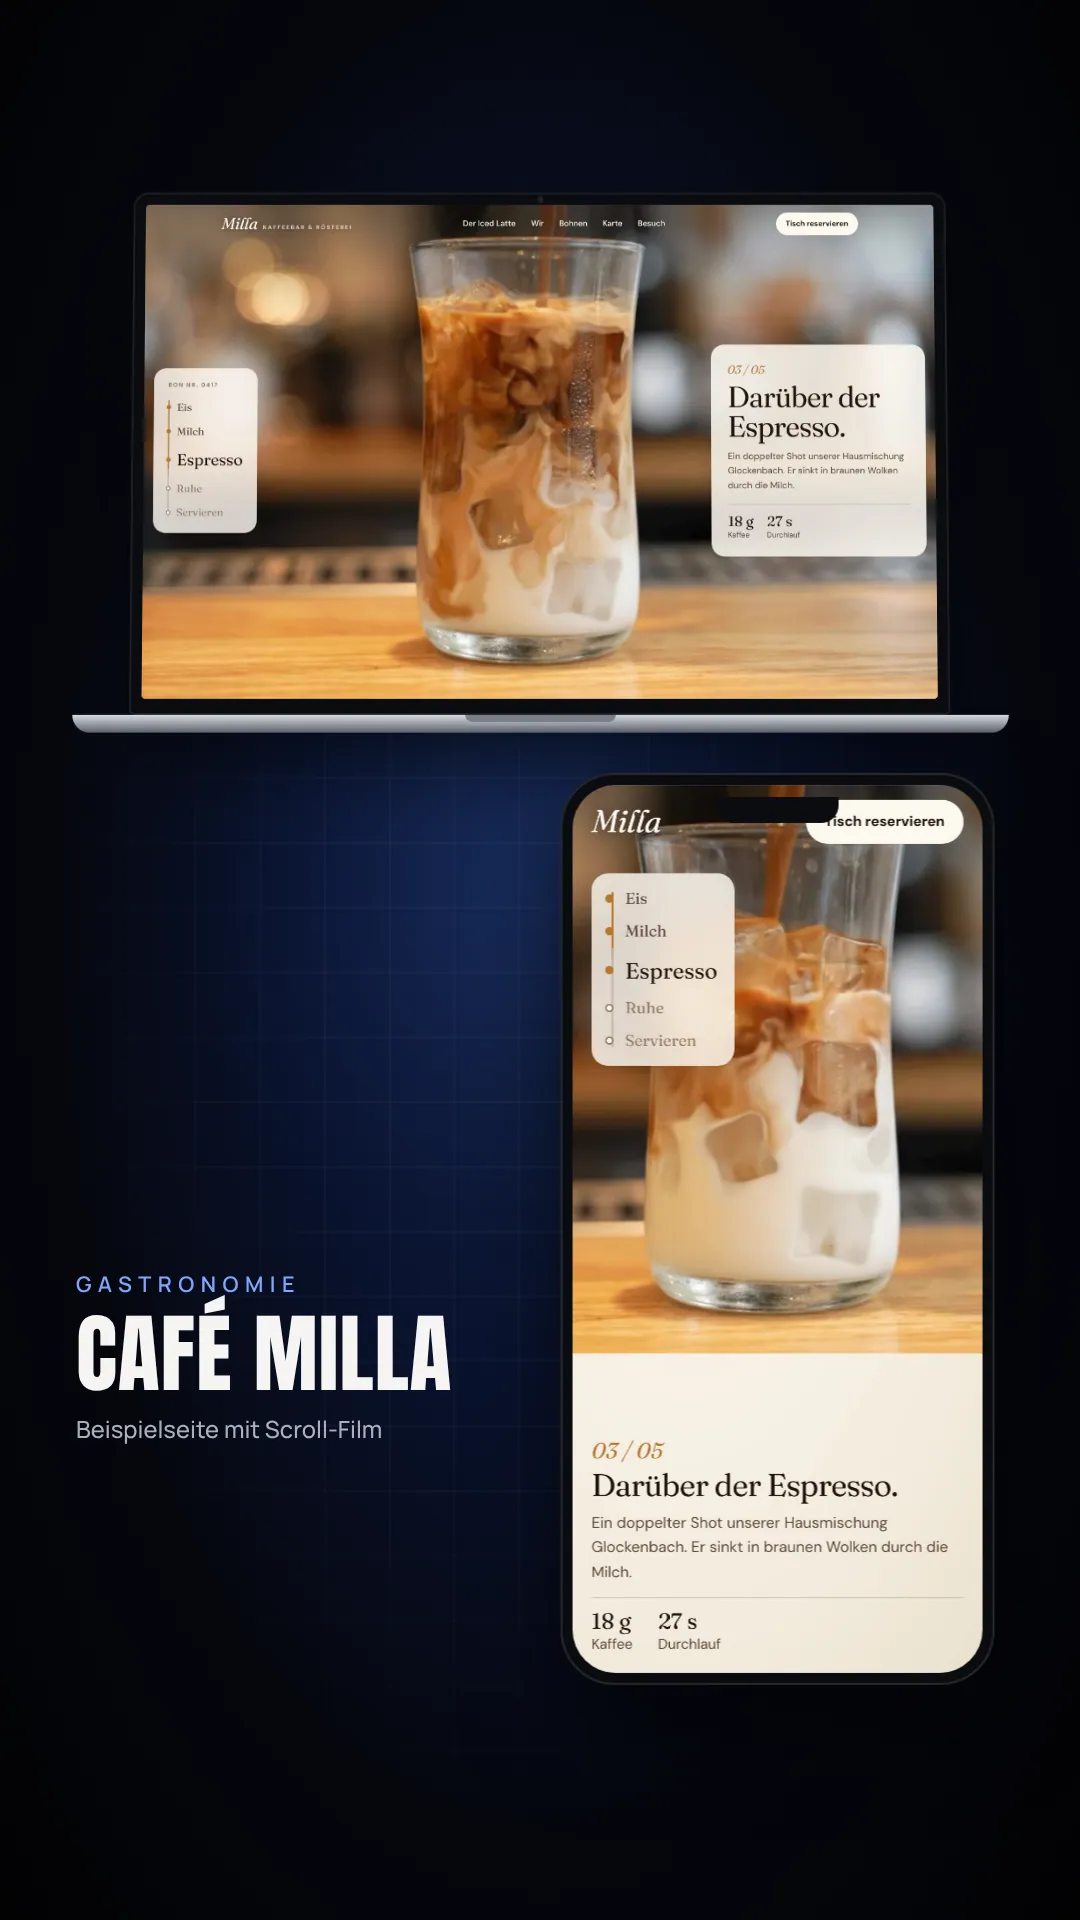 Milla KAFFEEBAR & RÖSTEREI
Der Iced Latte Wir Bohnen Karte Besuch
Tisch reservieren
BON NR. 0417
Eis
Milch
Espresso
Ruhe
Servieren
03 / 05
Darüber der
Espresso.
Ein doppelter Shot unserer Hausmischung
Glockenbach. Er sinkt in braunen Wolken
durch die Milch.
18 g 27 s
Kaffee Durchlauf
Milla
Tisch reservieren
Eis
Milch
Espresso
Ruhe
Servieren
GASTRONOMIE
CAFÉ MILLA
Beispielseite mit Scroll-Film
03 / 05
Darüber der Espresso.
Ein doppelter Shot unserer Hausmischung
Glockenbach. Er sinkt in braunen Wolken durch die
Milch.
18 g 27 s
Kaffee Durchlauf